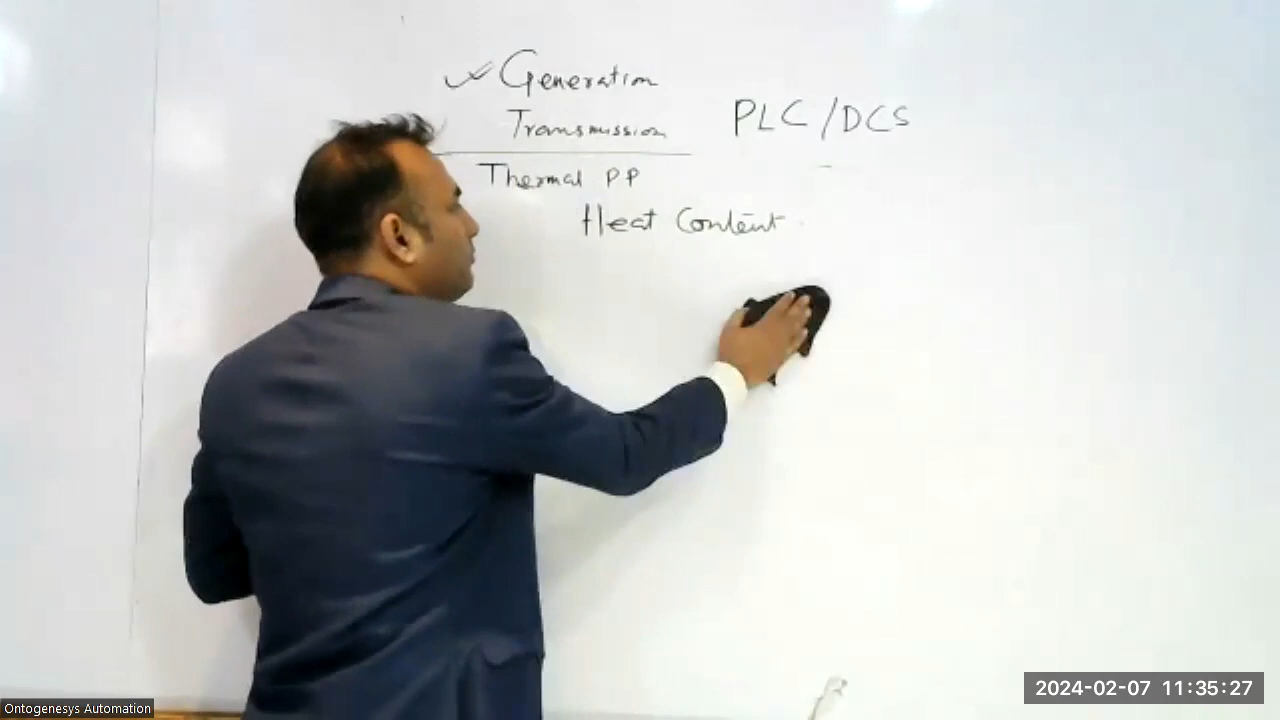 ✓ Generation
Transmission
PLC/DCS
Thermal PP
Heat Content
Ontogenesys Automation
2024-02-07 11:35:27